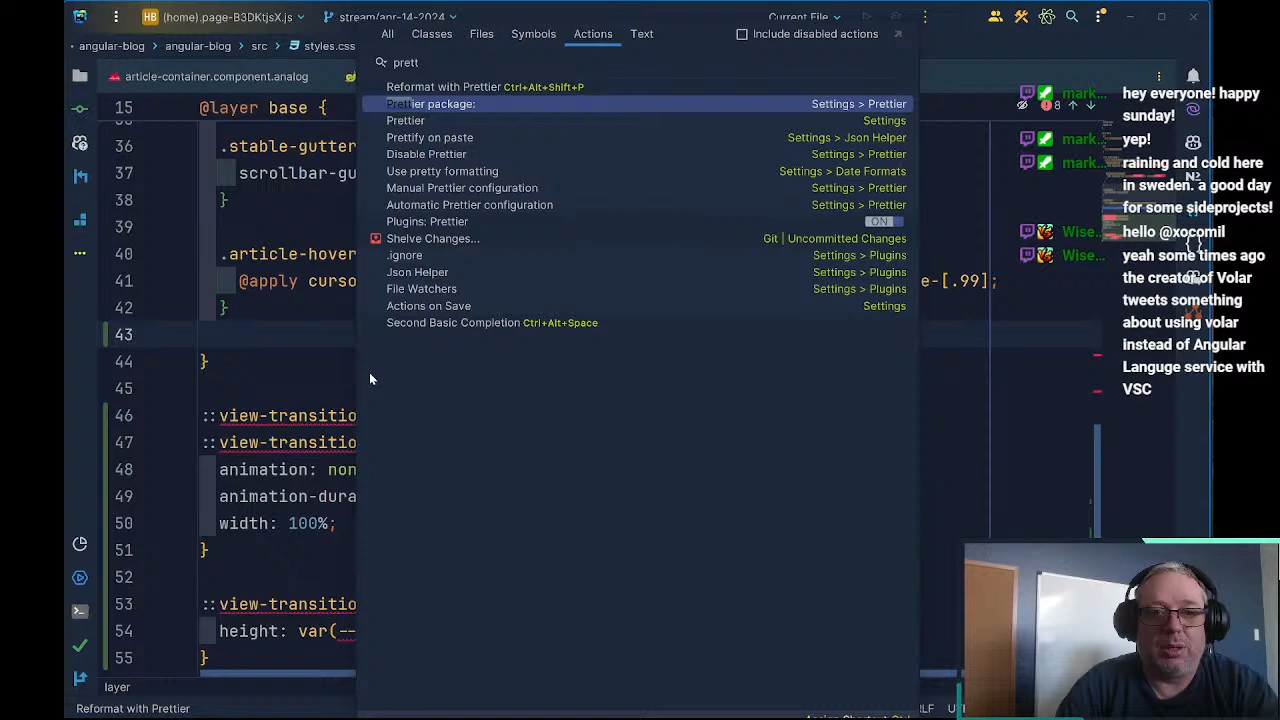 HB (home).page-B3DKtjsX.js
stream/apr-14-2024
Current File
angular-blog
angular-blog
src
styles.css
article-container.component.analog
All
Classes
Files
Symbols
Actions
Text
Include disabled actions
prett
Reformat with Prettier Ctrl+Alt+Shift+P
Prettier package: Settings > Prettier
Prettier Settings
Prettify on paste Settings > Json Helper
Disable Prettier Settings > Prettier
Use pretty formatting Settings > Date Formats
Manual Prettier configuration Settings > Prettier
Automatic Prettier configuration Settings > Prettier
Plugins: Prettier ON
Shelve Changes... Git | Uncommitted Changes
.ignore Settings > Plugins
Json Helper Settings > Plugins
File Watchers Settings > Plugins
Actions on Save Settings
Second Basic Completion Ctrl+Alt+Space
15 @layer base {
36 .stable-gutter
37 scrollbar-gu
38 }
39
40 .article-hover
41 @apply curso e-[.99];
42 }
43
44 }
45
46 ::view-transitio
47 ::view-transitio
48 animation: non
49 animation-dura
50 width: 100%;
51 }
52
53 ::view-transitio
54 height: var(--
55 }
8
layer
Reformat with Prettier
mark... hey everyone! happy
sunday!
mark... yep!
mark... raining and cold here
in sweden. a good day
for some sideprojects!
Wise... hello @xocomil
Wise... yeah some times ago
the creator of Volar
tweets something
about using volar
instead of Angular
Languge service with
VSC